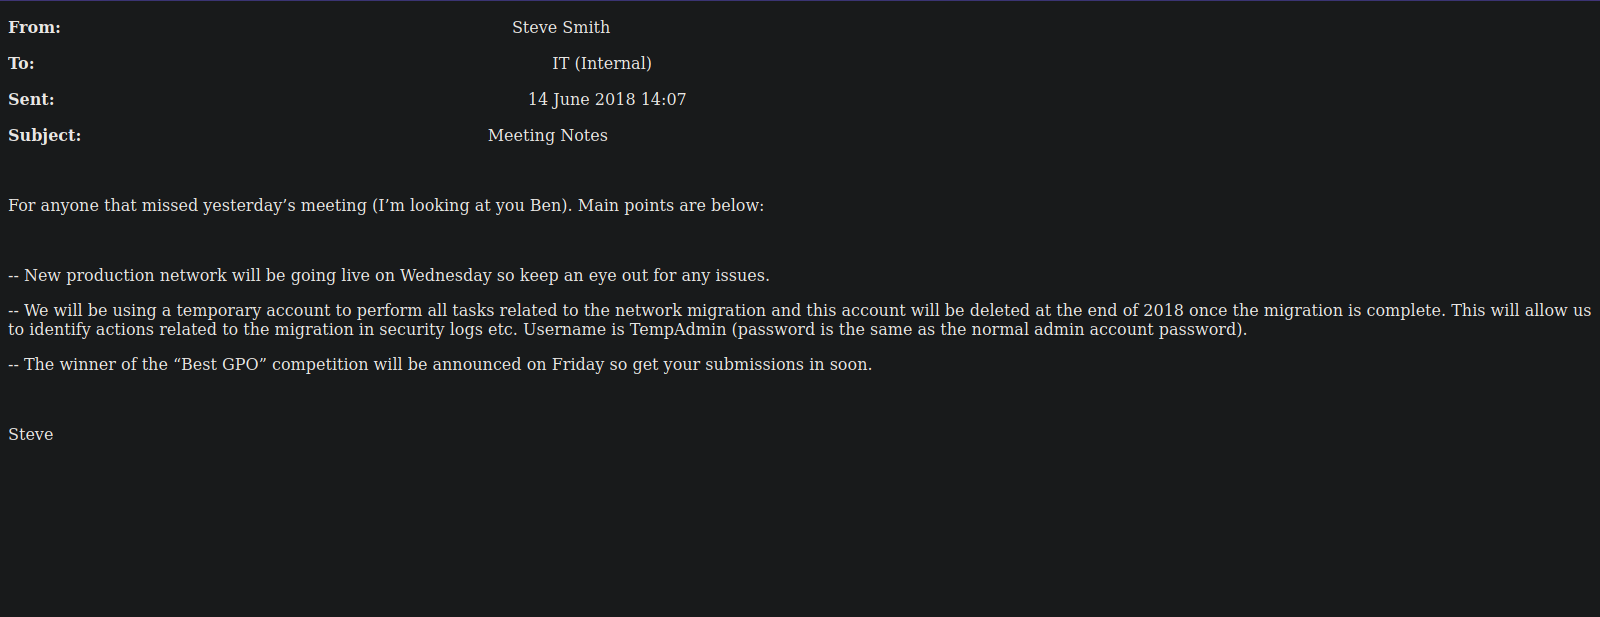 From: Steve Smith
To: IT (Internal)
Sent: 14 June 2018 14:07
Subject: Meeting Notes
For anyone that missed yesterday’s meeting (I’m looking at you Ben). Main points are below:
-- New production network will be going live on Wednesday so keep an eye out for any issues.
-- We will be using a temporary account to perform all tasks related to the network migration and this account will be deleted at the end of 2018 once the migration is complete. This will allow us
to identify actions related to the migration in security logs etc. Username is TempAdmin (password is the same as the normal admin account password).
-- The winner of the “Best GPO” competition will be announced on Friday so get your submissions in soon.
Steve